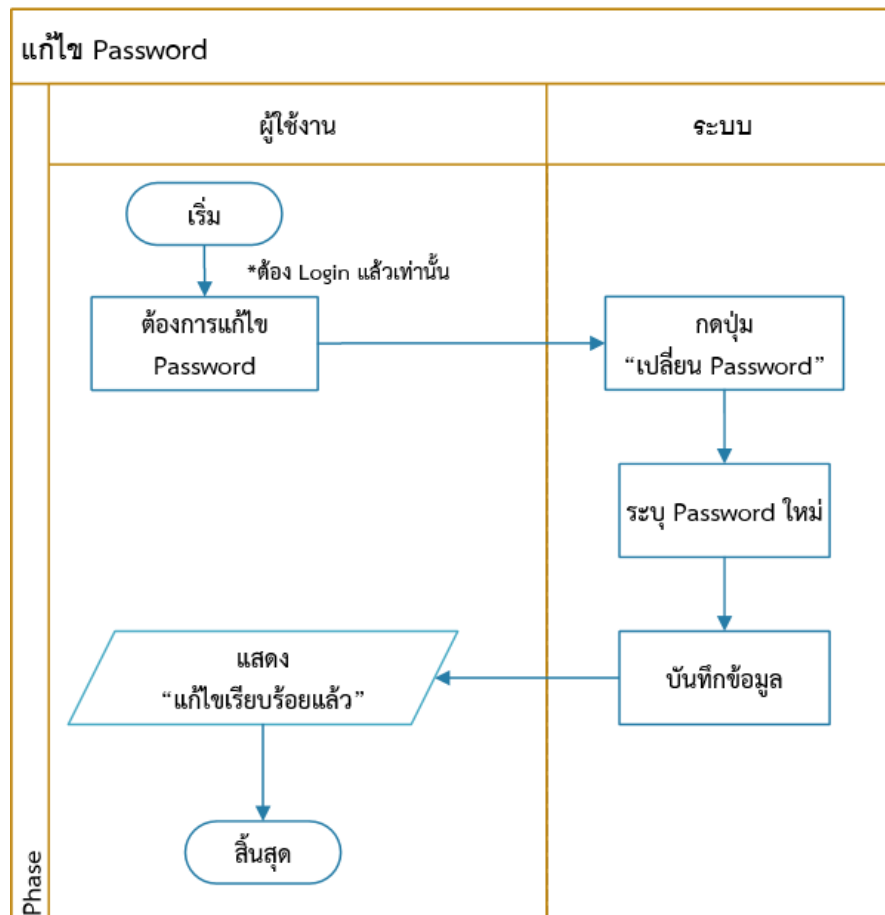 แก้ไข Password
ผู้ใช้งาน
ระบบ
เริ่ม
*ต้อง Login แล้วเท่านั้น
ต้องการแก้ไข
Password
กดปุ่ม
“เปลี่ยน Password”
ระบุ Password ใหม่
บันทึกข้อมูล
แสดง
“แก้ไขเรียบร้อยแล้ว”
สิ้นสุด
Phase